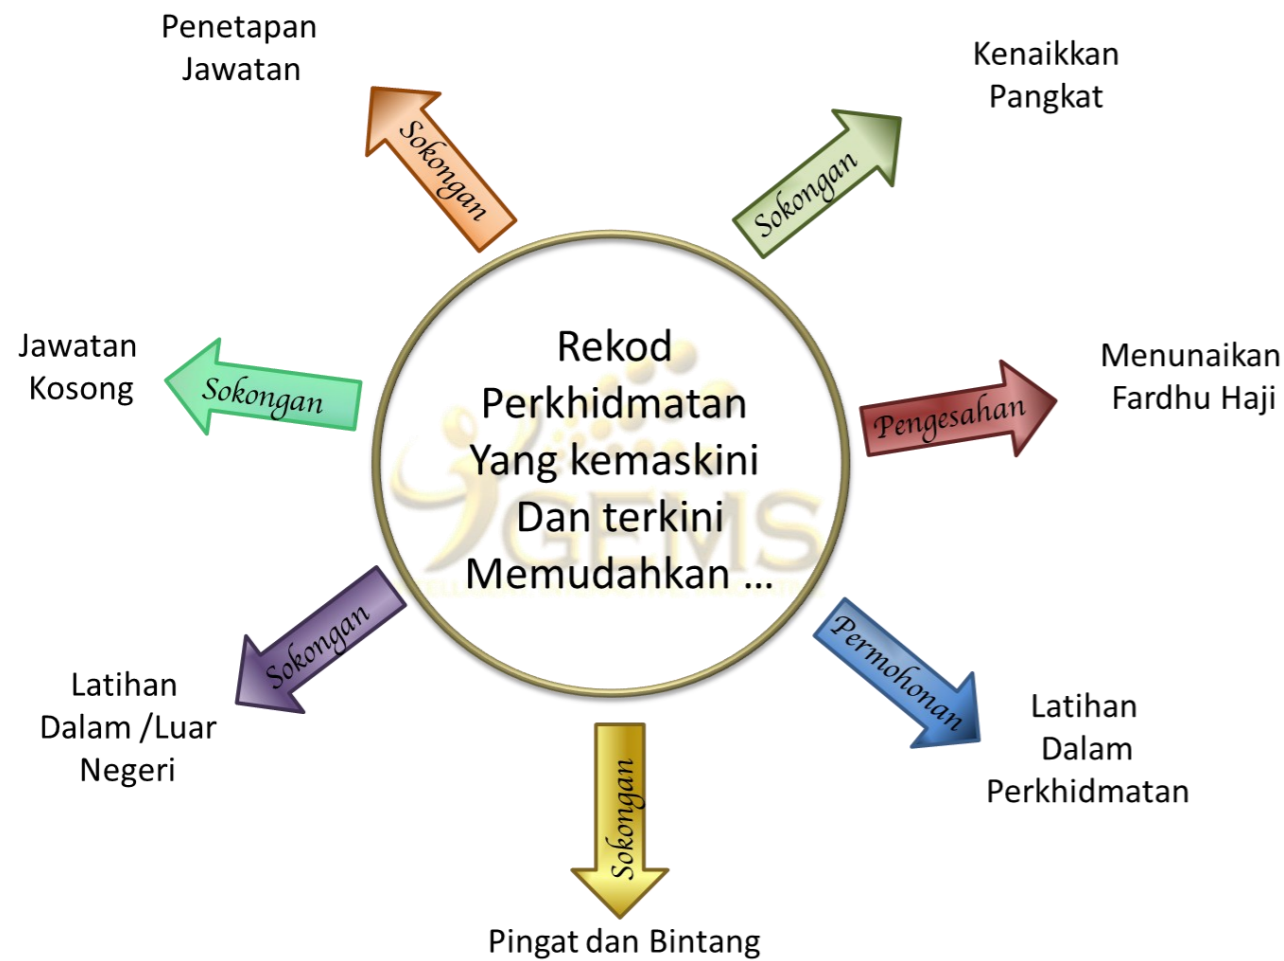 Penetapan
Jawatan
Kenaikkan
Pangkat
Sokongan
Sokongan
Jawatan
Kosong
Sokongan
Rekod
Perkhidmatan
Yang kemaskini
Dan terkini
Memudahkan ...
GEMS
Pengesahan
Menunaikan
Fardhu Haji
Sokongan
Permohonan
Latihan
Dalam /Luar
Negeri
Latihan
Dalam
Perkhidmatan
Sokongan
Pingat dan Bintang